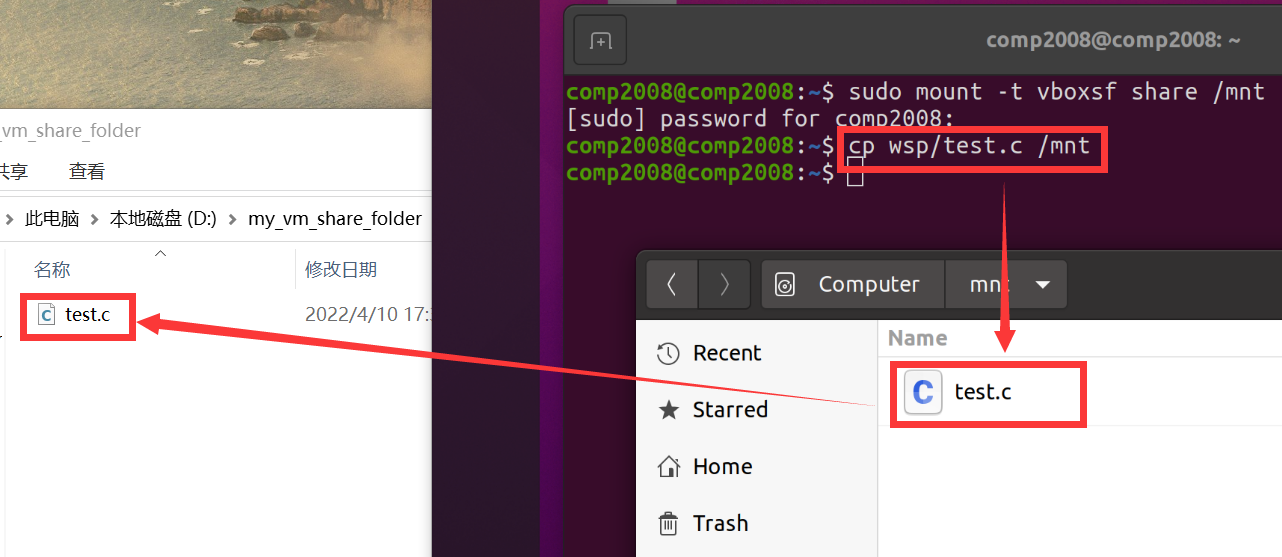 _vm_share_folder
共享
查看
此电脑 > 本地磁盘 (D:) > my_vm_share_folder
名称
修改日期
test.c
2022/4/10 17:
comp2008@comp2008: ~
comp2008@comp2008:~$ sudo mount -t vboxsf share /mnt
[sudo] password for comp2008:
comp2008@comp2008:~$ cp wsp/test.c /mnt
comp2008@comp2008:~$
Computer
mnt
Recent
Starred
Home
Trash
Name
test.c